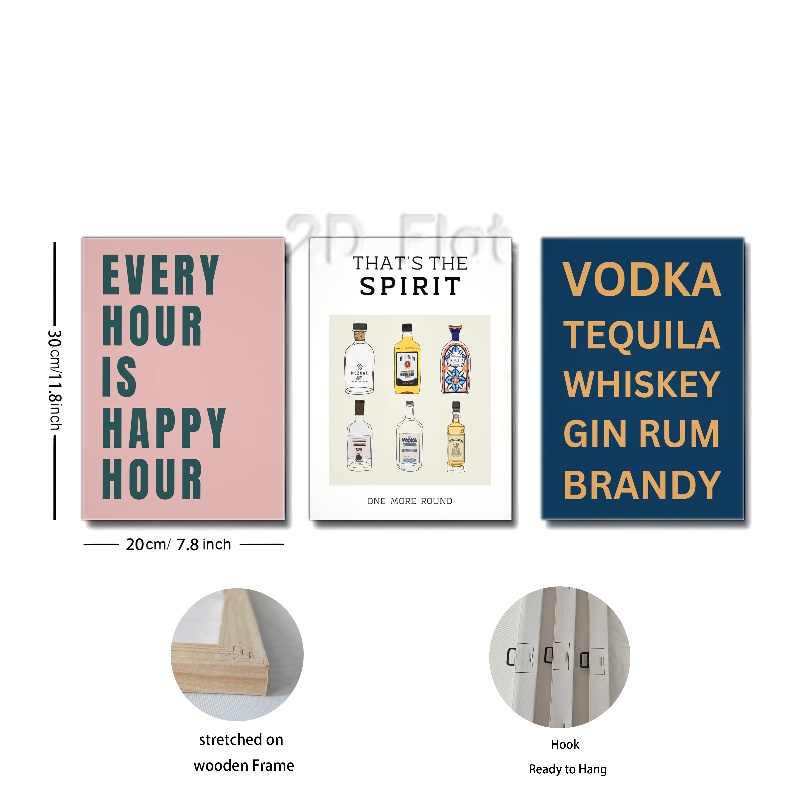 2D Flat
EVERY
HOUR
IS
HAPPY
HOUR
THAT'S THE
SPIRIT
MEZCAL
VODKA
ONE MORE ROUND
VODKA
TEQUILA
WHISKEY
GIN RUM
BRANDY
30cm/11.8inch
20cm/ 7.8 inch
stretched on
wooden Frame
Hook
Ready to Hang